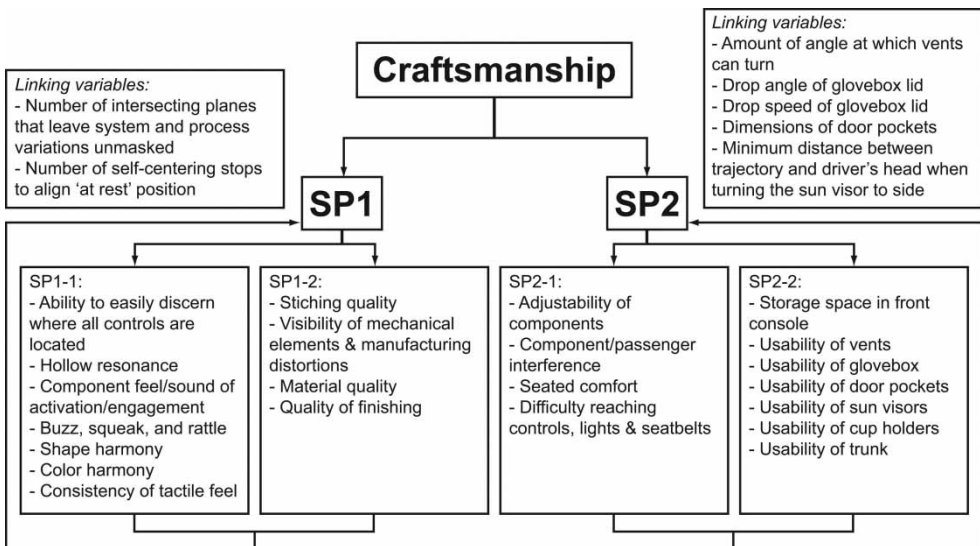 Craftsmanship
Linking variables:
- Number of intersecting planes
that leave system and process
variations unmasked
- Number of self-centering stops
to align ‘at rest’ position
Linking variables:
- Amount of angle at which vents
can turn
- Drop angle of glovebox lid
- Drop speed of glovebox lid
- Dimensions of door pockets
- Minimum distance between
trajectory and driver’s head when
turning the sun visor to side
SP1
SP2
SP1-1:
- Ability to easily discern
where all controls are
located
- Hollow resonance
- Component feel/sound of
activation/engagement
- Buzz, squeak, and rattle
- Shape harmony
- Color harmony
- Consistency of tactile feel
SP1-2:
- Stiching quality
- Visibility of mechanical
elements & manufacturing
distortions
- Material quality
- Quality of finishing
SP2-1:
- Adjustability of
components
- Component/passenger
interference
- Seated comfort
- Difficulty reaching
controls, lights & seatbelts
SP2-2:
- Storage space in front
console
- Usability of vents
- Usability of glovebox
- Usability of door pockets
- Usability of sun visors
- Usability of cup holders
- Usability of trunk